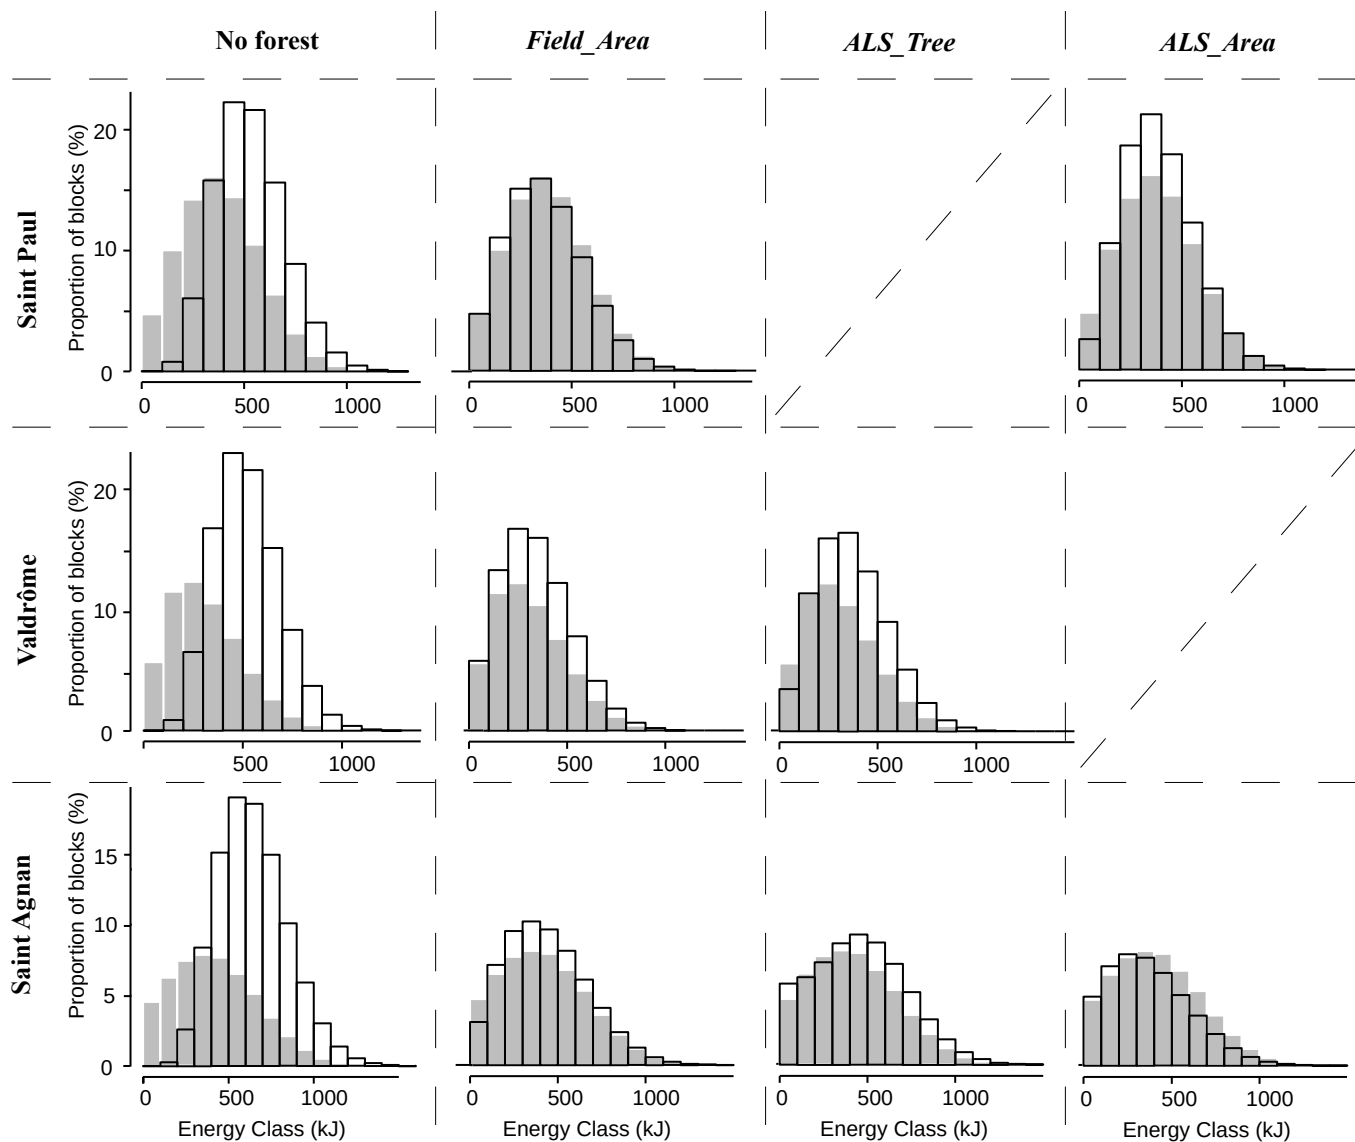 No forest Field_Area ALS_Tree ALS_Area
Saint Paul
Proportion of blocks (%)
20
10
0
0 500 1000
0 500 1000
0 500 1000
Valdrôme
Proportion of blocks (%)
20
10
0
500 1000
0 500 1000
0 500 1000
Saint Agnan
Proportion of blocks (%)
15
10
5
0
0 500 1000
0 500 1000
0 500 1000
0 500 1000
Energy Class (kJ) Energy Class (kJ) Energy Class (kJ) Energy Class (kJ)